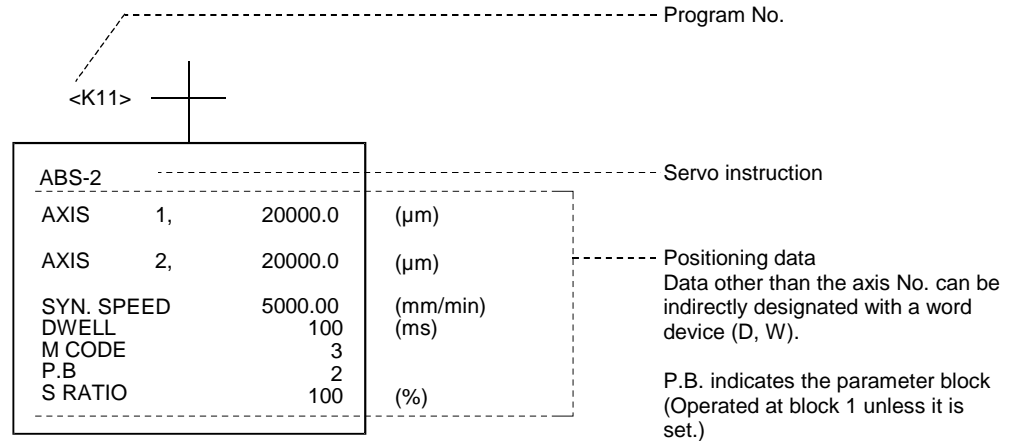 Program No.
<K11>
ABS-2
Servo instruction
AXIS 1, 20000.0 (µm)
AXIS 2, 20000.0 (µm)
Positioning data
Data other than the axis No. can be
indirectly designated with a word
device (D, W).
SYN. SPEED 5000.00 (mm/min)
DWELL 100 (ms)
M CODE 3
P.B 2
S RATIO 100 (%)
P.B. indicates the parameter block
(Operated at block 1 unless it is
set.)